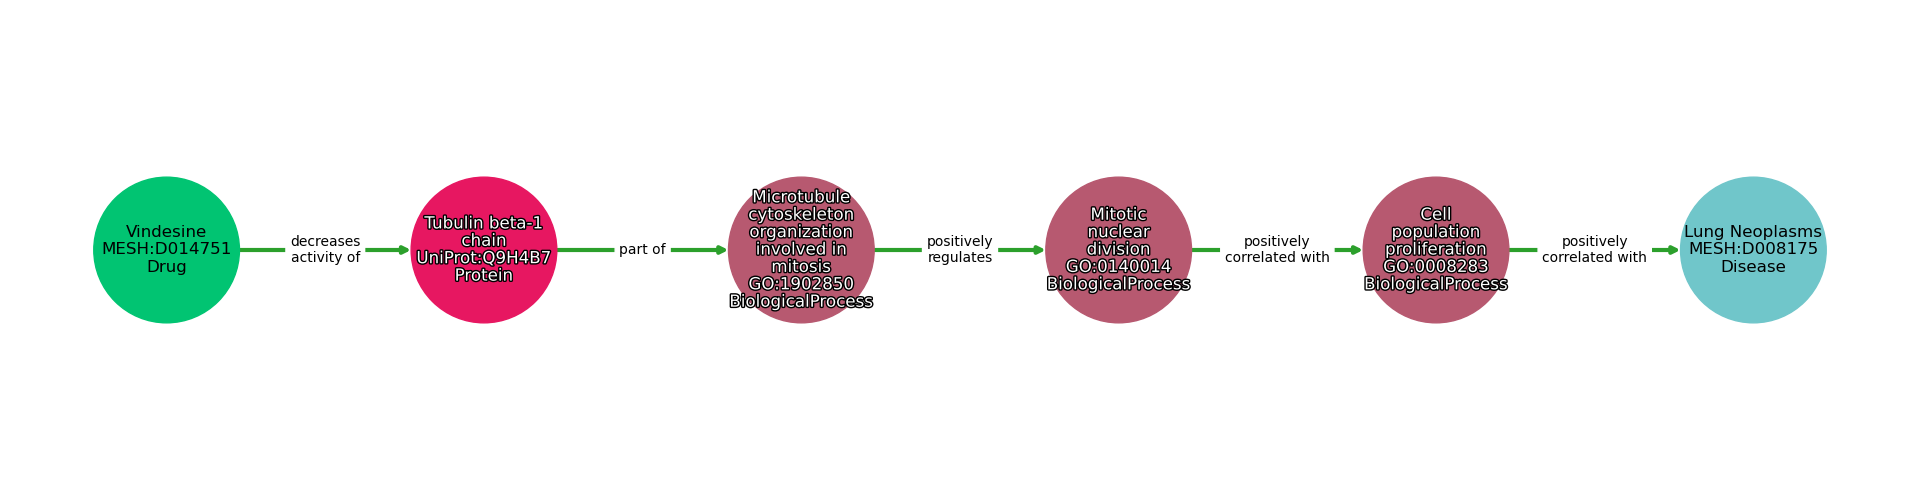 Vindesine
MESH:D014751
Drug
decreases
activity of
Tubulin beta-1
chain
UniProt:Q9H4B7
Protein
part of
Microtubule
cytoskeleton
organization
involved in
mitosis
GO:1902850
BiologicalProcess
positively
regulates
Mitotic
nuclear
division
GO:0140014
BiologicalProcess
positively
correlated with
Cell
population
proliferation
GO:0008283
BiologicalProcess
positively
correlated with
Lung Neoplasms
MESH:D008175
Disease